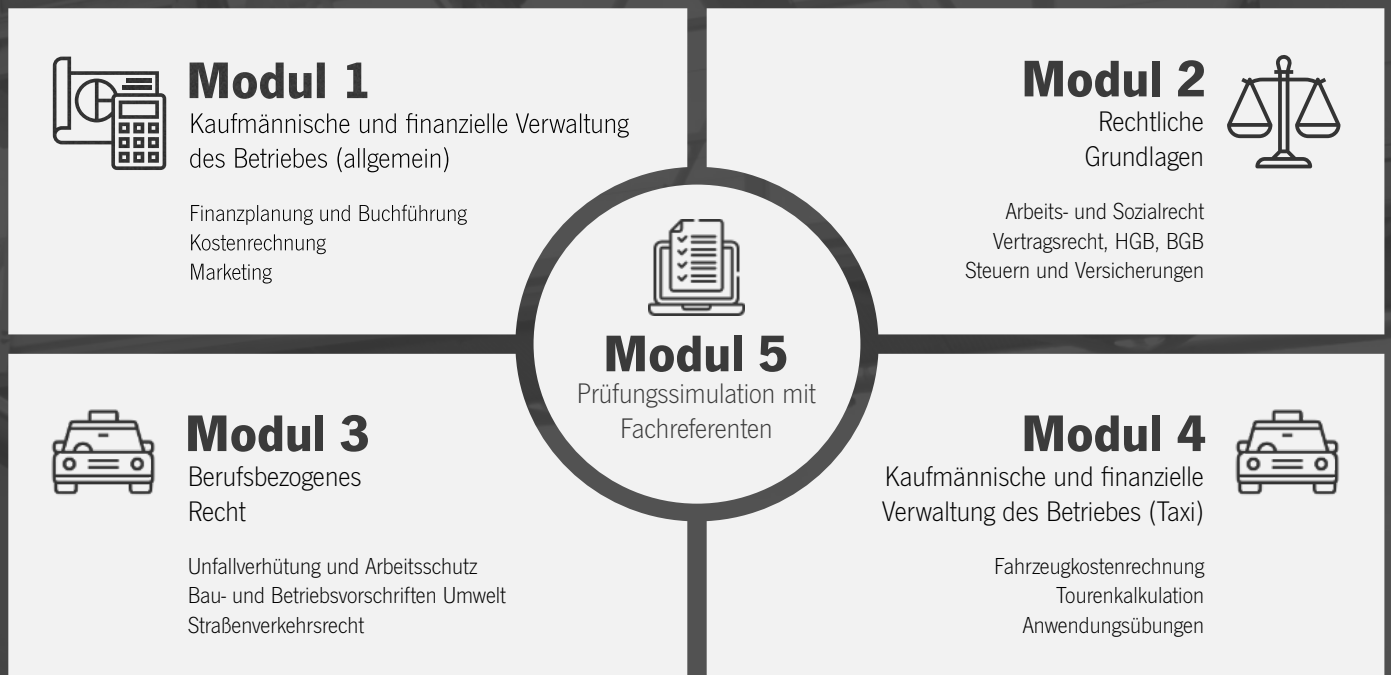 Modul 1
Kaufmännische und finanzielle Verwaltung
des Betriebes (allgemein)
Finanzplanung und Buchführung
Kostenrechnung
Marketing
Modul 2
Rechtliche
Grundlagen
Arbeits- und Sozialrecht
Vertragsrecht, HGB, BGB
Steuern und Versicherungen
Modul 5
Prüfungssimulation mit
Fachreferenten
Modul 3
Berufsbezogenes
Recht
Unfallverhütung und Arbeitsschutz
Bau- und Betriebsvorschriften Umwelt
Straßenverkehrsrecht
Modul 4
Kaufmännische und finanzielle
Verwaltung des Betriebes (Taxi)
Fahrzeugkostenrechnung
Tourenkalkulation
Anwendungsübungen